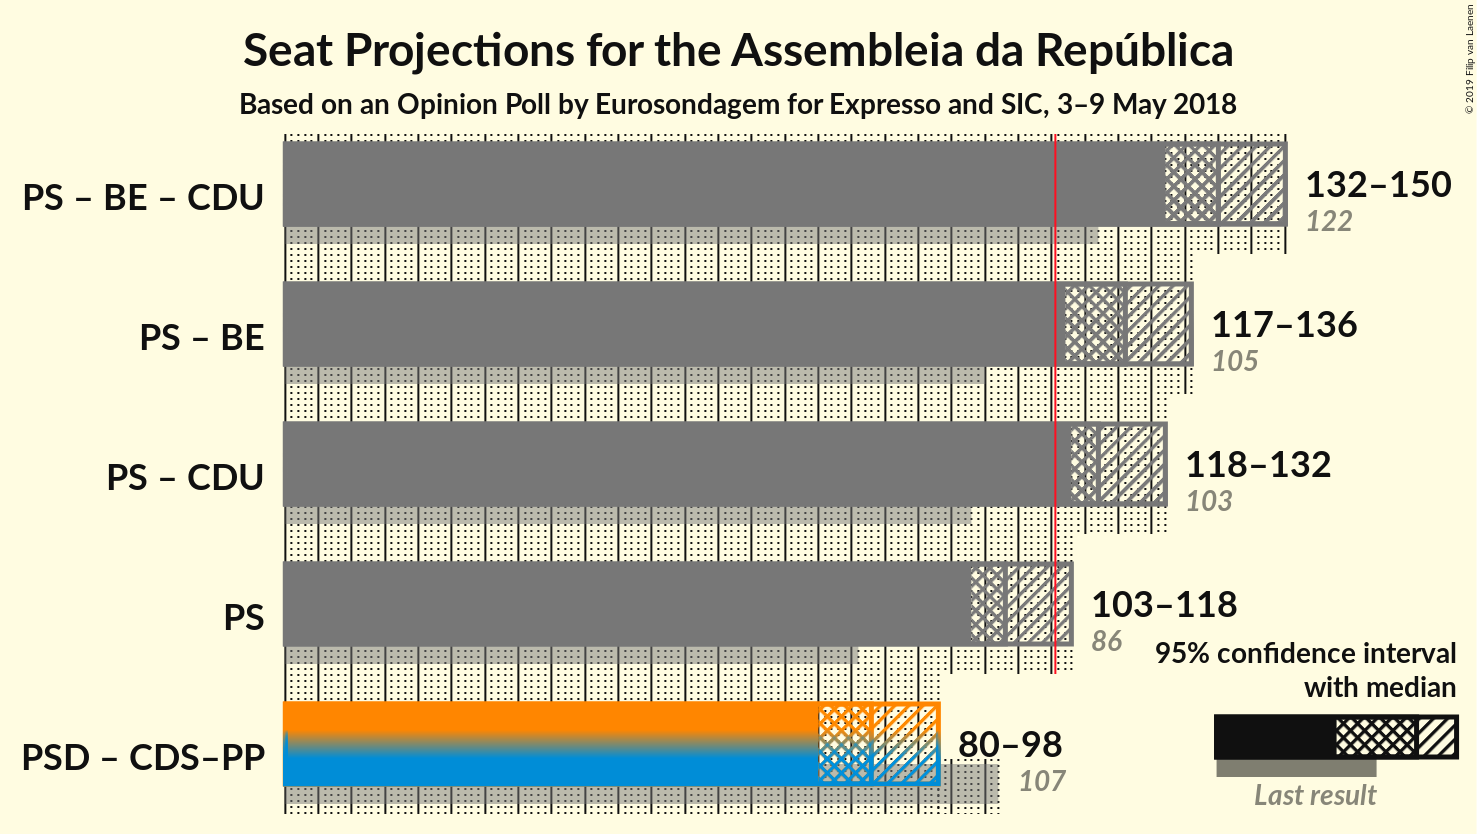 Seat Projections for the Assembleia da República
Based on an Opinion Poll by Eurosondagem for Expresso and SIC, 3–9 May 2018
© 2019 Filip van Laenen
PS – BE – CDU
132–150
122
PS – BE
117–136
105
PS – CDU
118–132
103
PS
103–118
86
PSD – CDS–PP
80–98
107
95% confidence interval
with median
Last result